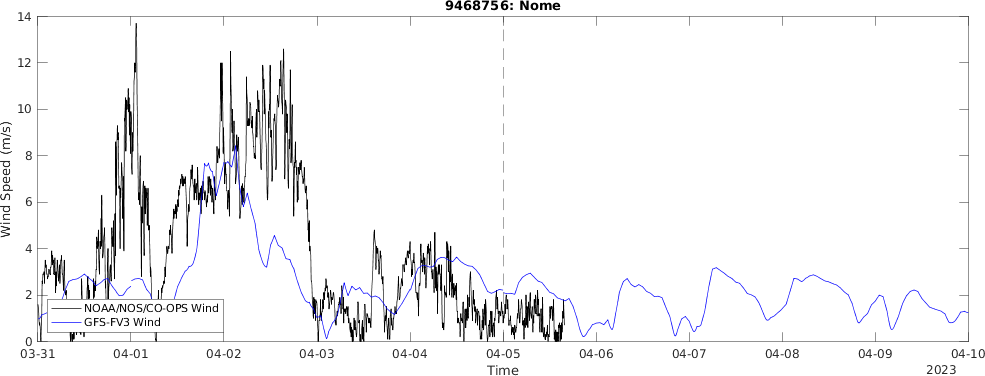 9468756: Nome
Wind Speed (m/s)
14
12
10
8
6
4
2
0
NOAA/NOS/CO-OPS Wind
GFS-FV3 Wind
03-31 04-01 04-02 04-03 04-04 04-05 04-06 04-07 04-08 04-09 04-10
Time
2023